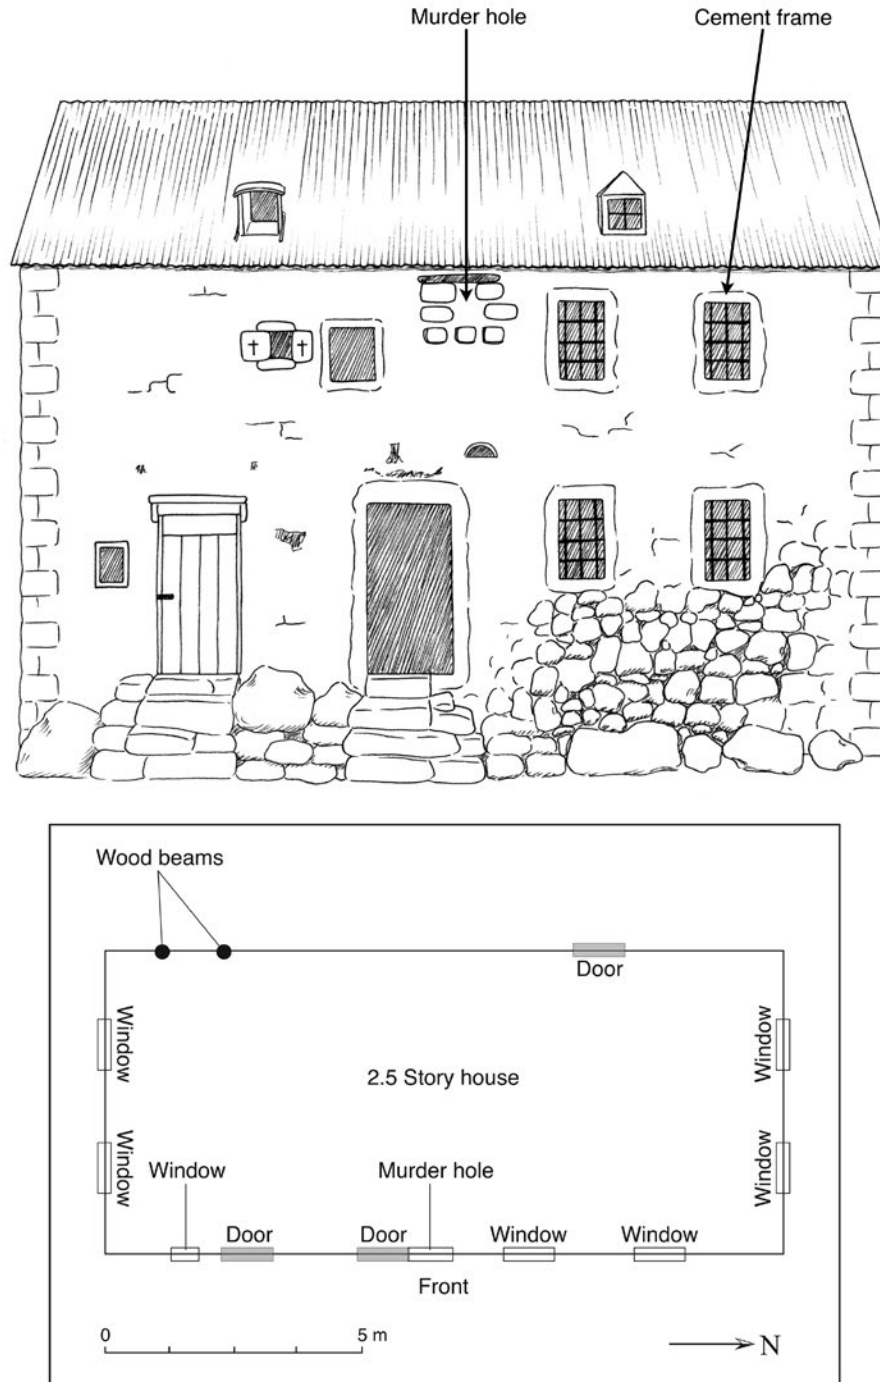 Murder hole
Cement frame
Wood beams
Door
Window
Window
2.5 Story house
Window
Window
Window
Murder hole
Door
Door
Window
Window
Front
0
5 m
N